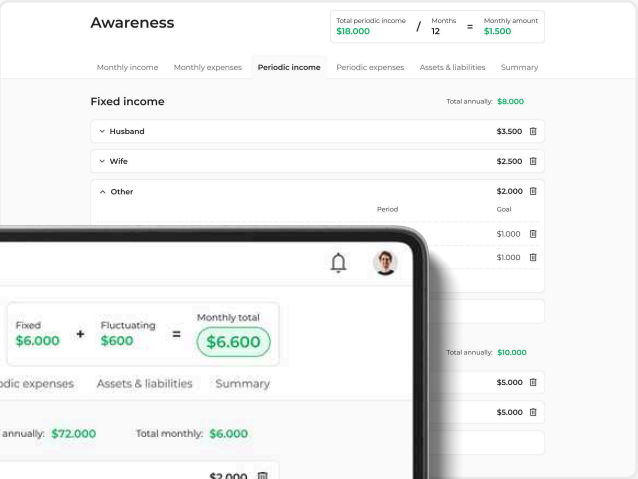 Awareness
Total periodic income
$18.000
/
Months
12
=
Monthly amount
$1.500
Monthly income
Monthly expenses
Periodic income
Periodic expenses
Assets & liabilities
Summary
Fixed income
Total annually: $8.000
Husband $3.500
Wife $2.500
Other $2.000
Period Goal
$1.000
$1.000
Total annually: $10.000
$5.000
$5.000
Fixed
$6.000
+
Fluctuating
$600
=
Monthly total
$6.600
odic expenses
Assets & liabilities
Summary
annually: $72.000
Total monthly: $6.000
$2.000